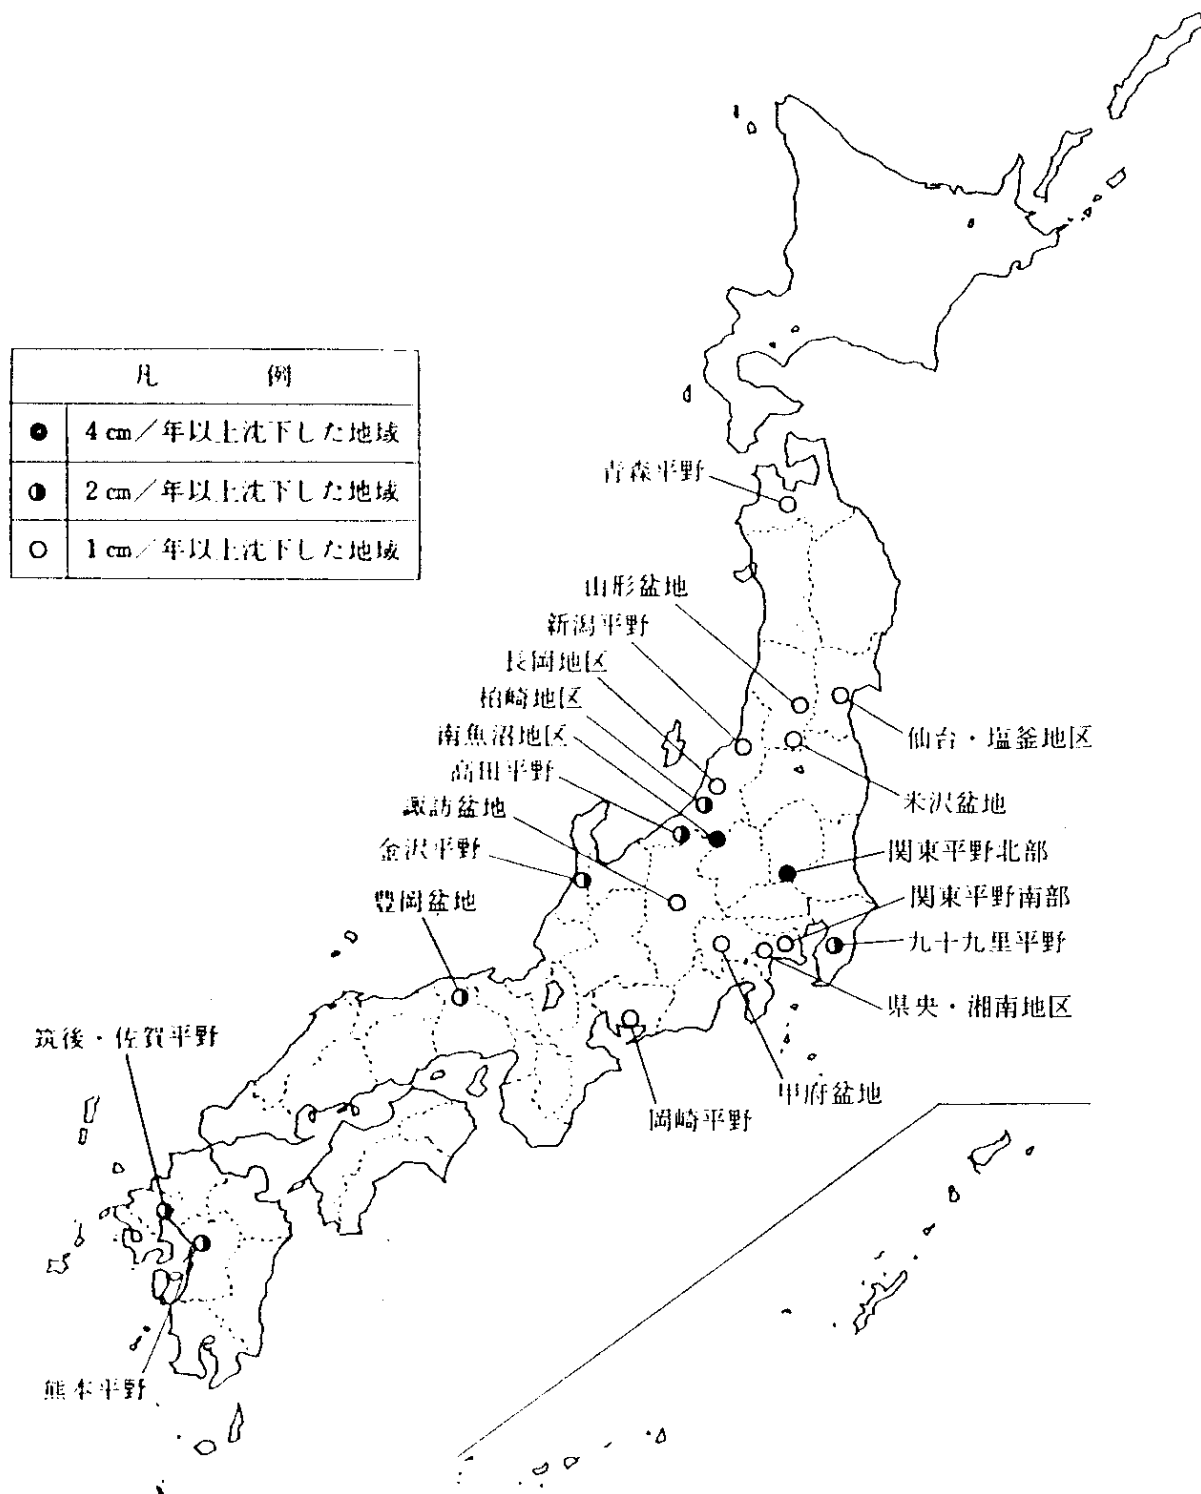 凡例
● 4cm/年以上沈下した地域
◑ 2cm/年以上沈下した地域
○ 1cm/年以上沈下した地域
青森平野
山形盆地
新潟平野
長岡地区
柏崎地区
南魚沼地区
高田平野
諏訪盆地
金沢平野
豊岡盆地
筑後・佐賀平野
熊本平野
仙台・塩釜地区
米沢盆地
関東平野北部
関東平野南部
九十九里平野
県央・湘南地区
甲府盆地
岡崎平野